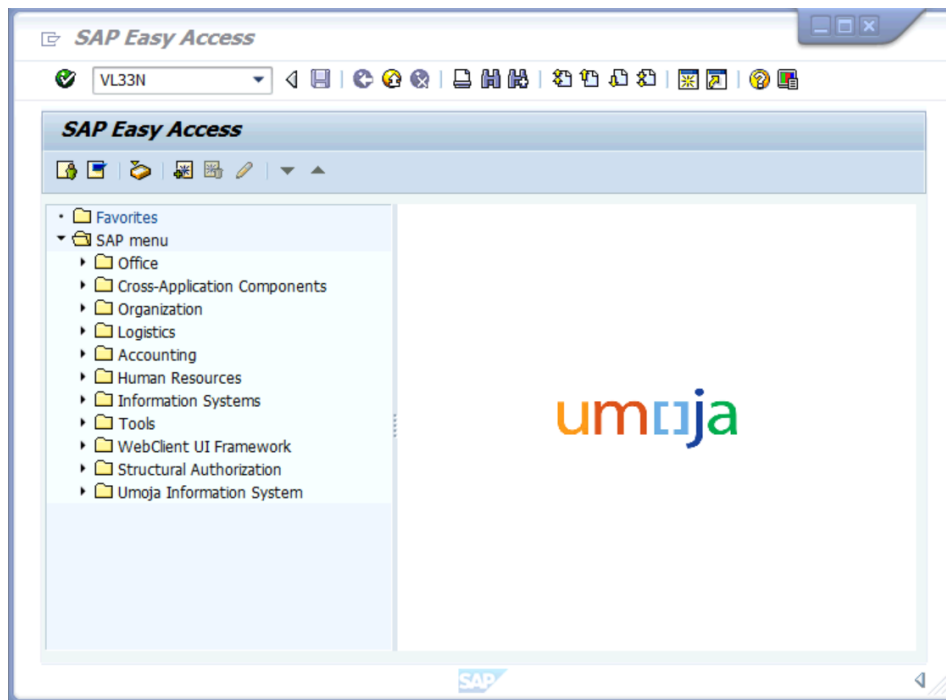 SAP Easy Access
VL33N
SAP Easy Access
Favorites
SAP menu
Office
Cross-Application Components
Organization
Logistics
Accounting
Human Resources
Information Systems
Tools
WebClient UI Framework
Structural Authorization
Umoja Information System
umoja
SAP